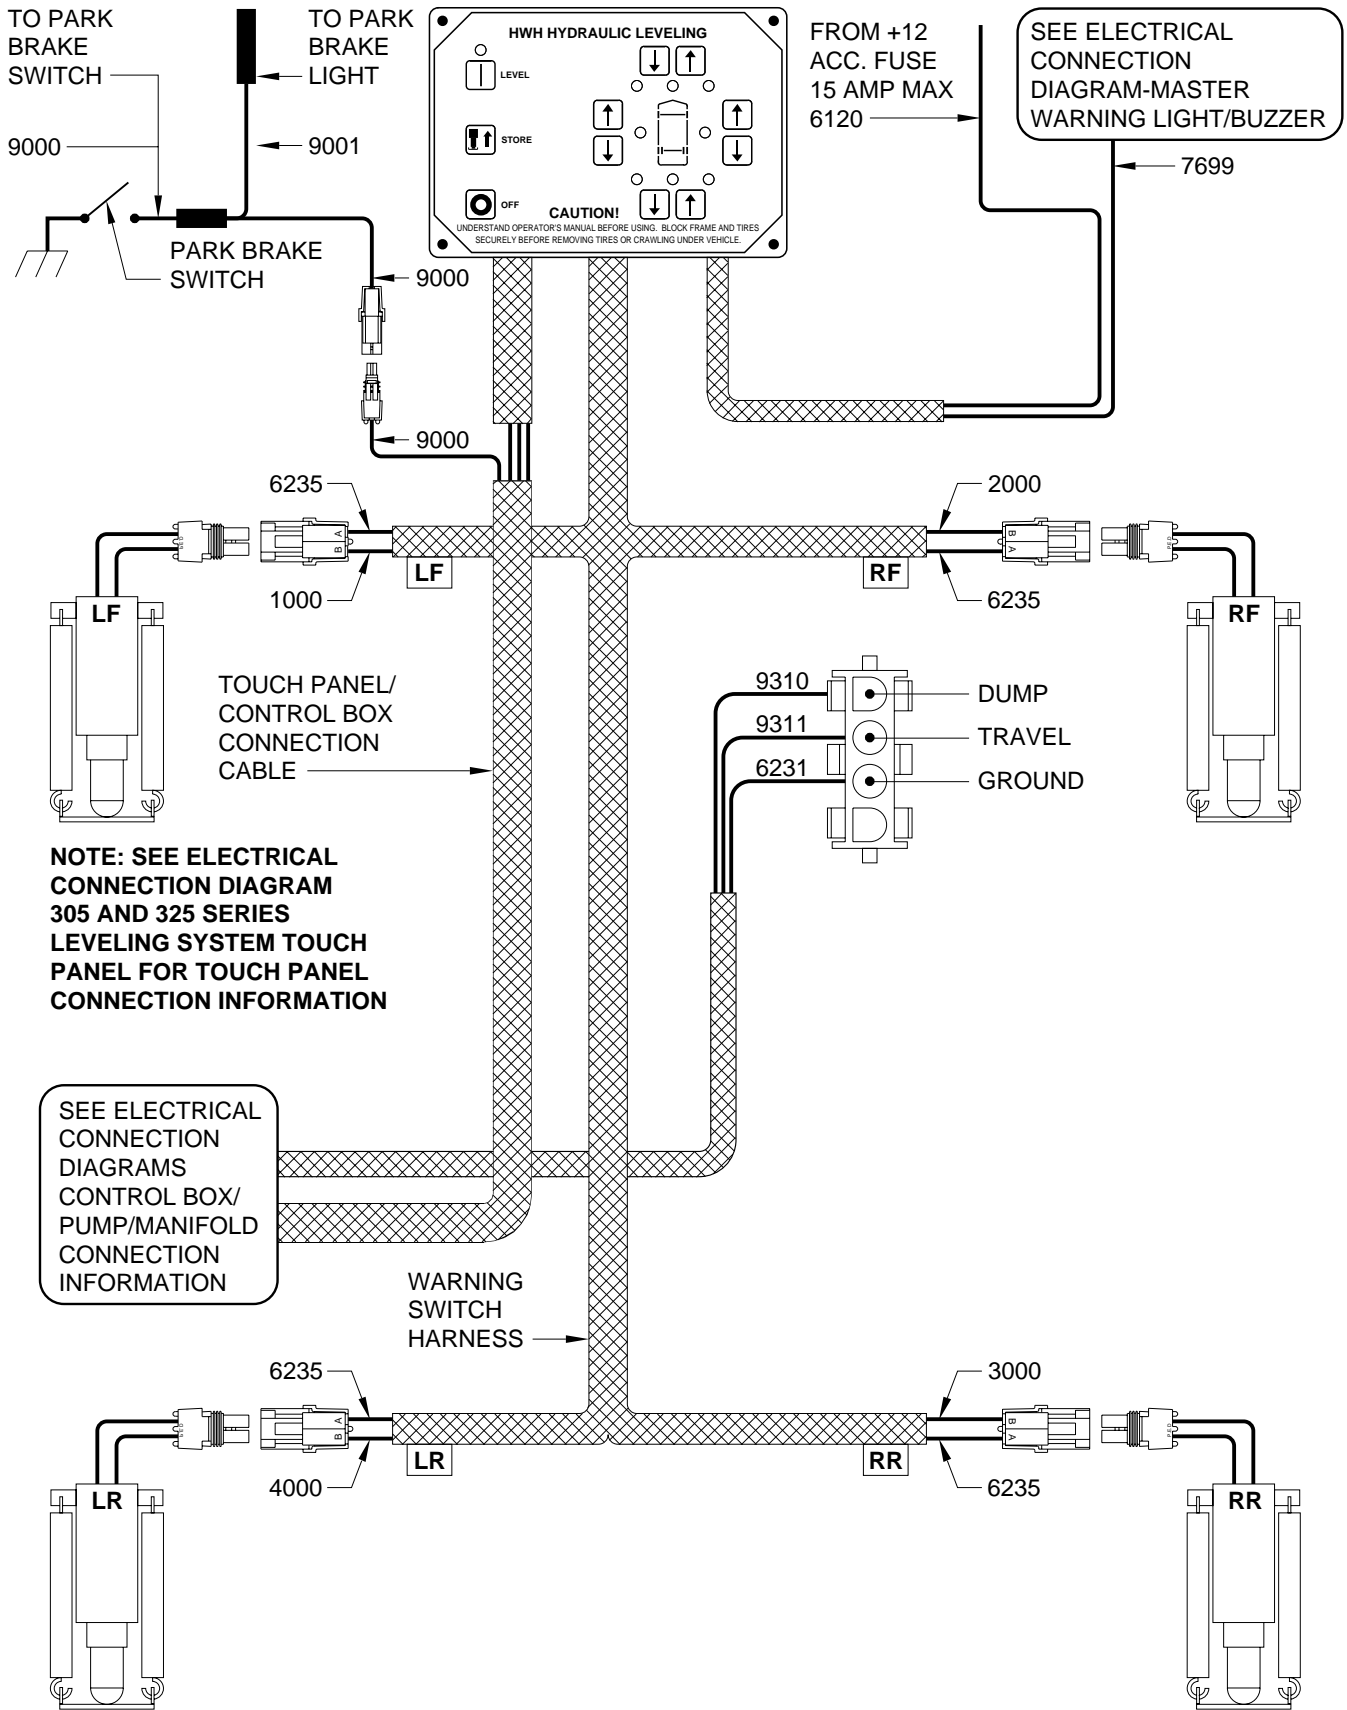 TO PARK
BRAKE
SWITCH
TO PARK
BRAKE
LIGHT
9000
9001
PARK BRAKE
SWITCH
9000
9000
HWH HYDRAULIC LEVELING
LEVEL
STORE
OFF
CAUTION!
UNDERSTAND OPERATOR'S MANUAL BEFORE USING. BLOCK FRAME AND TIRES
SECURELY BEFORE REMOVING TIRES OR CRAWLING UNDER VEHICLE.
FROM +12
ACC. FUSE
15 AMP MAX
6120
SEE ELECTRICAL
CONNECTION
DIAGRAM-MASTER
WARNING LIGHT/BUZZER
7699
6235
A
B
LF
1000
LF
2000
B
A
RF
6235
RF
TOUCH PANEL/
CONTROL BOX
CONNECTION
CABLE
9310
9311
6231
DUMP
TRAVEL
GROUND
NOTE: SEE ELECTRICAL
CONNECTION DIAGRAM
305 AND 325 SERIES
LEVELING SYSTEM TOUCH
PANEL FOR TOUCH PANEL
CONNECTION INFORMATION
SEE ELECTRICAL
CONNECTION
DIAGRAMS
CONTROL BOX/
PUMP/MANIFOLD
CONNECTION
INFORMATION
WARNING
SWITCH
HARNESS
6235
A
B
LR
4000
LR
3000
B
A
RR
6235
RR